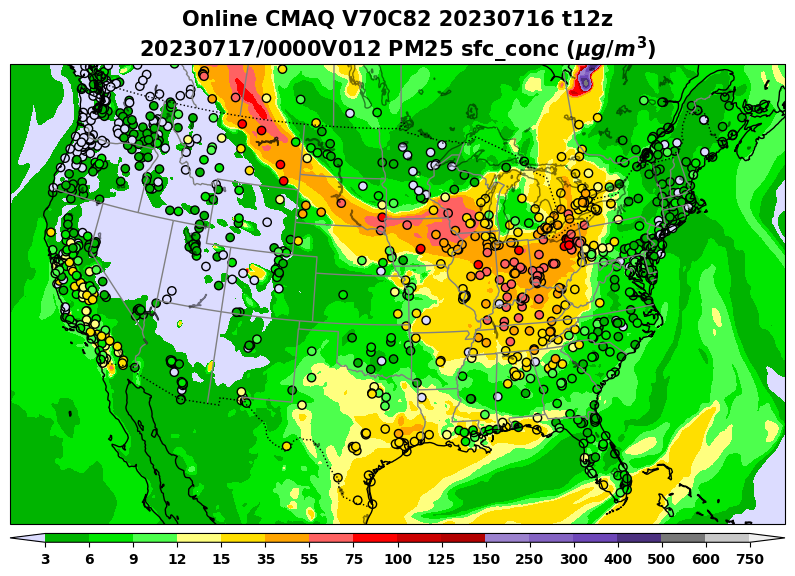 Online CMAQ V70C82 20230716 t12z
20230717/0000V012 PM25 sfc_conc (μg/m³)
3 6 9 12 15 35 55 75 100 125 150 250 300 400 500 600 750